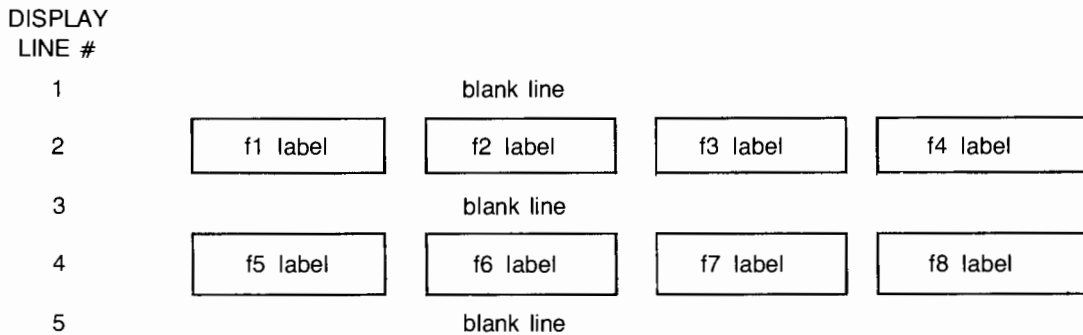 DISPLAY
LINE #
1 blank line
2 f1 label f2 label f3 label f4 label
3 blank line
4 f5 label f6 label f7 label f8 label
5 blank line